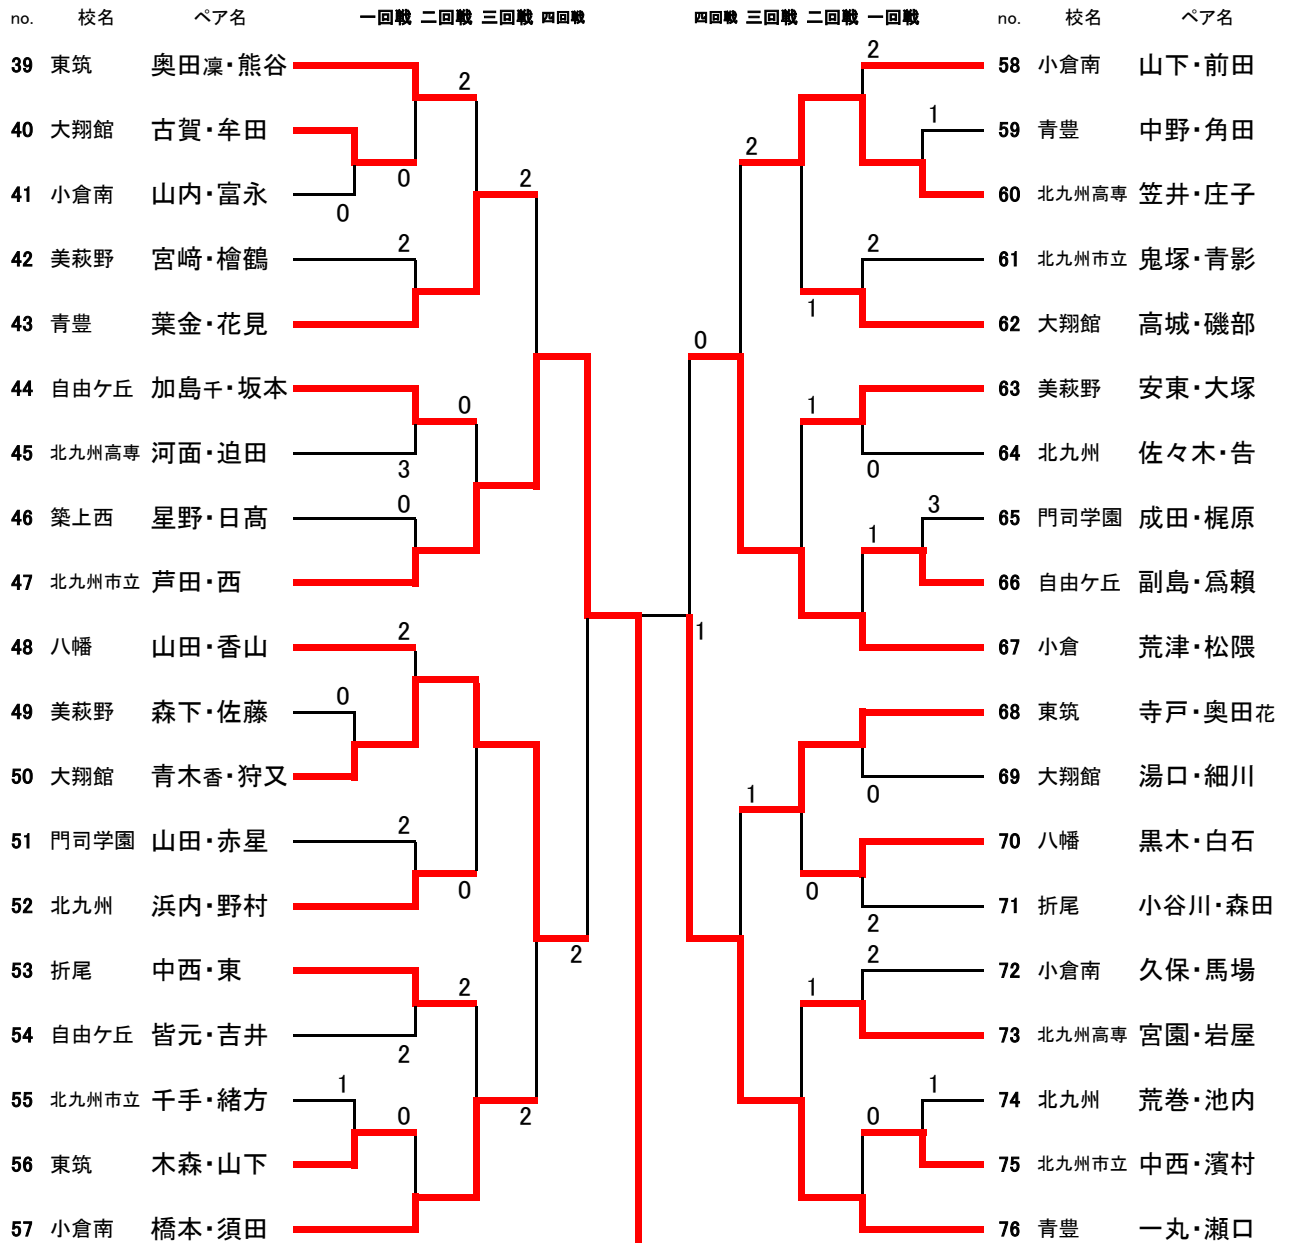 no. 校名 ペア名 一回戦 二回戦 三回戦 四回戦 四回戦 三回戦 二回戦 一回戦 no. 校名 ペア名
39 東筑 奥田凜・熊谷 2 2 58 小倉南 山下・前田
40 大翔館 古賀・牟田 1 59 青豊 中野・角田
0 2 2
41 小倉南 山内・富永 0 60 北九州高専 笠井・庄子
42 美萩野 宮﨑・檜鶴 2 2 61 北九州市立 鬼塚・青影
43 青豊 葉金・花見 1 62 大翔館 高城・磯部
0
44 自由ケ丘 加島千・坂本 0 1 63 美萩野 安東・大塚
45 北九州高専 河面・迫田 3 0 64 北九州 佐々木・告
46 築上西 星野・日髙 0 3 65 門司学園 成田・梶原
1
47 北九州市立 芦田・西 66 自由ケ丘 副島・爲賴
48 八幡 山田・香山 2 1 67 小倉 荒津・松隈
49 美萩野 森下・佐藤 0 68 東筑 寺戸・奥田花
50 大翔館 青木香・狩又 1 0 69 大翔館 湯口・細川
51 門司学園 山田・赤星 2 70 八幡 黒木・白石
52 北九州 浜内・野村 0 0 2 71 折尾 小谷川・森田
53 折尾 中西・東 2 2 1 2 72 小倉南 久保・馬場
54 自由ケ丘 皆元・吉井 2 73 北九州高専 宮園・岩屋
55 北九州市立 千手・緒方 1 0 2 0 1 74 北九州 荒巻・池内
56 東筑 木森・山下 75 北九州市立 中西・濱村
57 小倉南 橋本・須田 76 青豊 一丸・瀬口